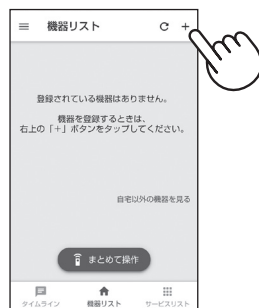 機器リスト
登録されている機器はありません。
機器を登録するときは、
右上の「+」ボタンをタップしてください。
自宅以外の機器を見る
まとめて操作
タイムライン 機器リスト サービスリスト